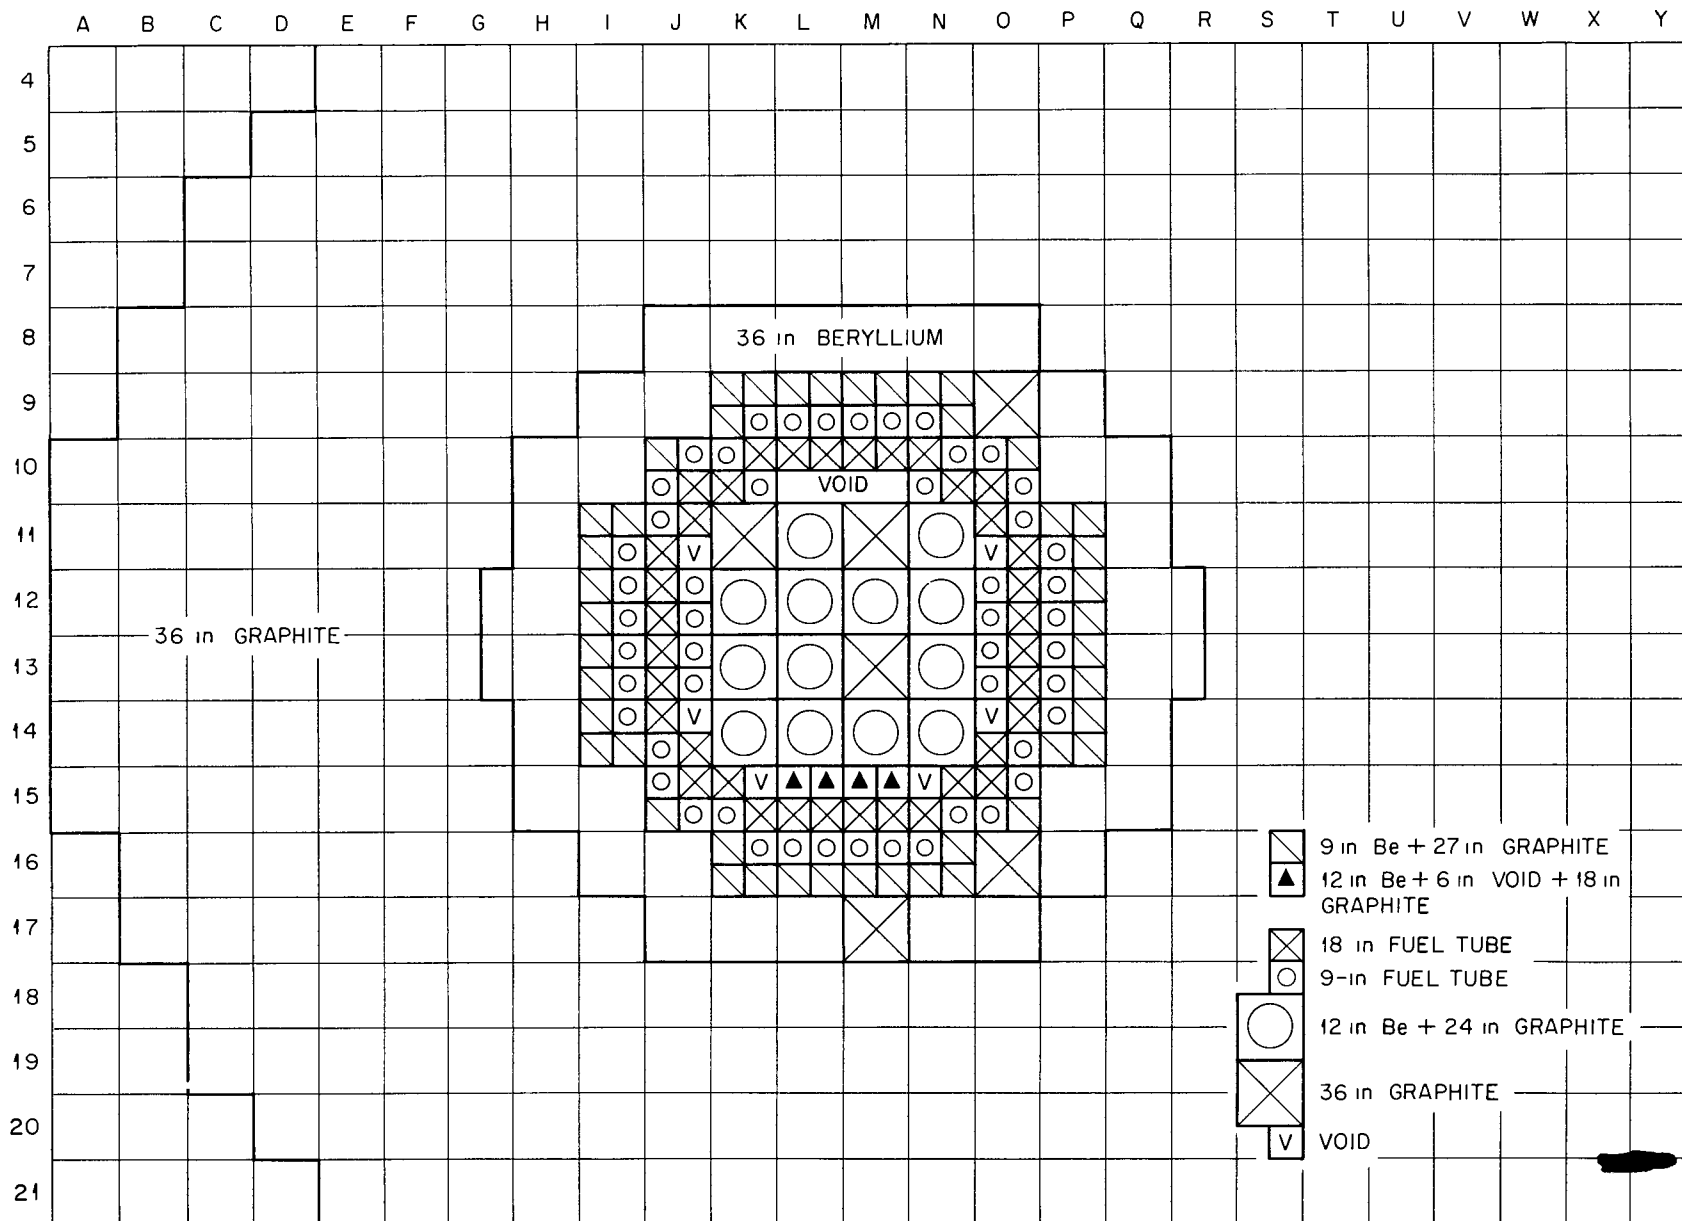 A B C D E F G H I J K L M N O P Q R S T U V W X Y
4
5
6
7
8 36 in BERYLLIUM
9
10
VOID
11
V V
12
36 in GRAPHITE
13
14 V V
15 V V
16
9 in Be + 27 in GRAPHITE
12 in Be + 6 in VOID + 18 in
GRAPHITE
17
18 in FUEL TUBE
9-in FUEL TUBE
18
12 in Be + 24 in GRAPHITE
19
36 in GRAPHITE
20
V VOID
21